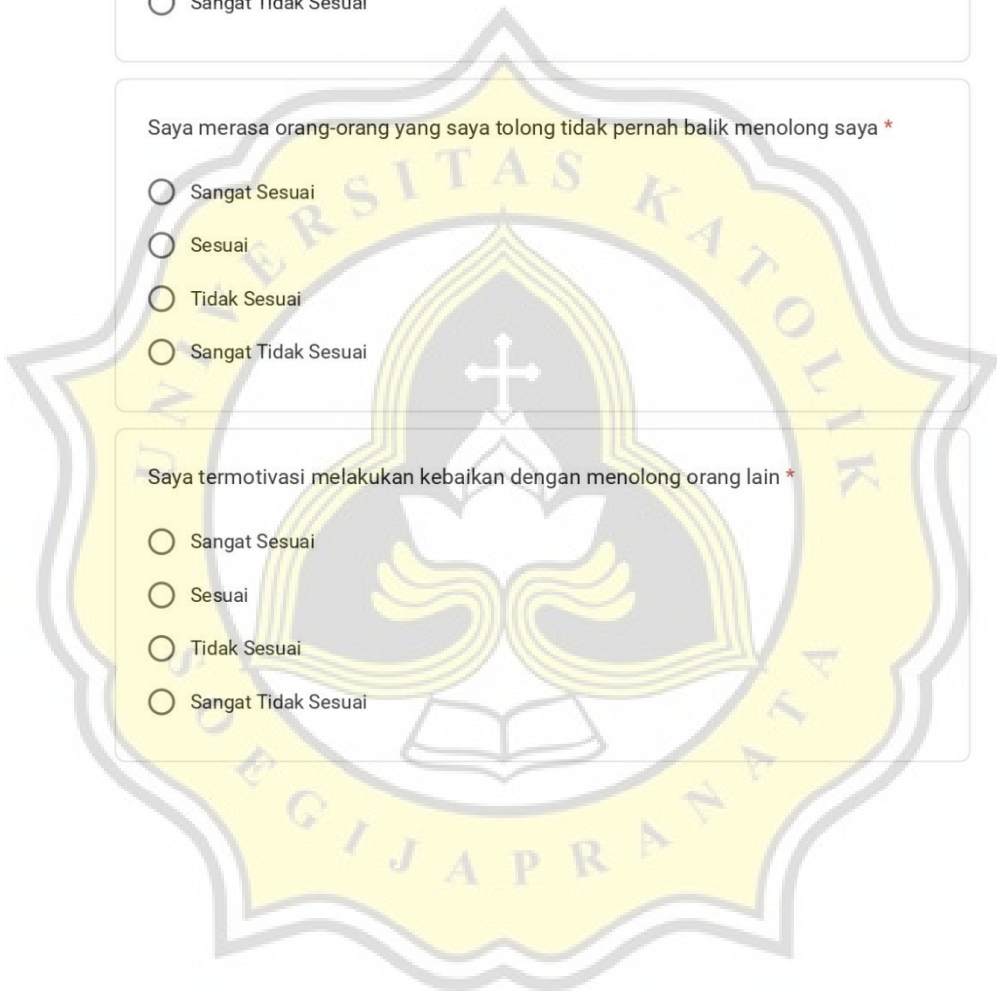 Sangat Tidak Sesuai
Saya merasa orang-orang yang saya tolong tidak pernah balik menolong saya *
Sangat Sesuai
Sesuai
Tidak Sesuai
Sangat Tidak Sesuai
Saya termotivasi melakukan kebaikan dengan menolong orang lain *
Sangat Sesuai
Sesuai
Tidak Sesuai
Sangat Tidak Sesuai
UNIVERSITAS KATOLIK
SOEGIJAPRANATA